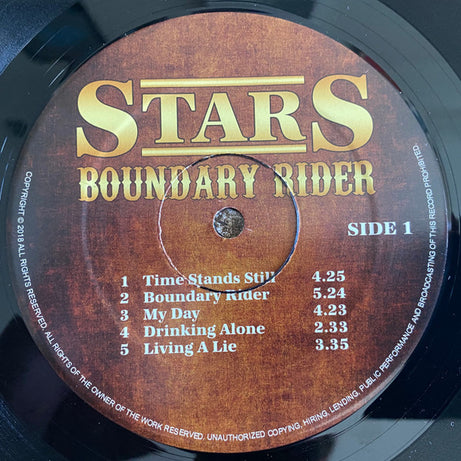 STARS
BOUNDARY RIDER
SIDE 1
1 Time Stands Still 4.25
2 Boundary Rider 5.24
3 My Day 4.23
4 Drinking Alone 2.33
5 Living A Lie 3.35
COPYRIGHT © 2018 ALL RIGHTS RESERVED. ALL RIGHTS OF THE OWNER OF THE WORK RESERVED. UNAUTHORIZED COPYING, HIRING, LENDING, PUBLIC PERFORMANCE AND BROADCASTING OF THIS RECORD PROHIBITED.